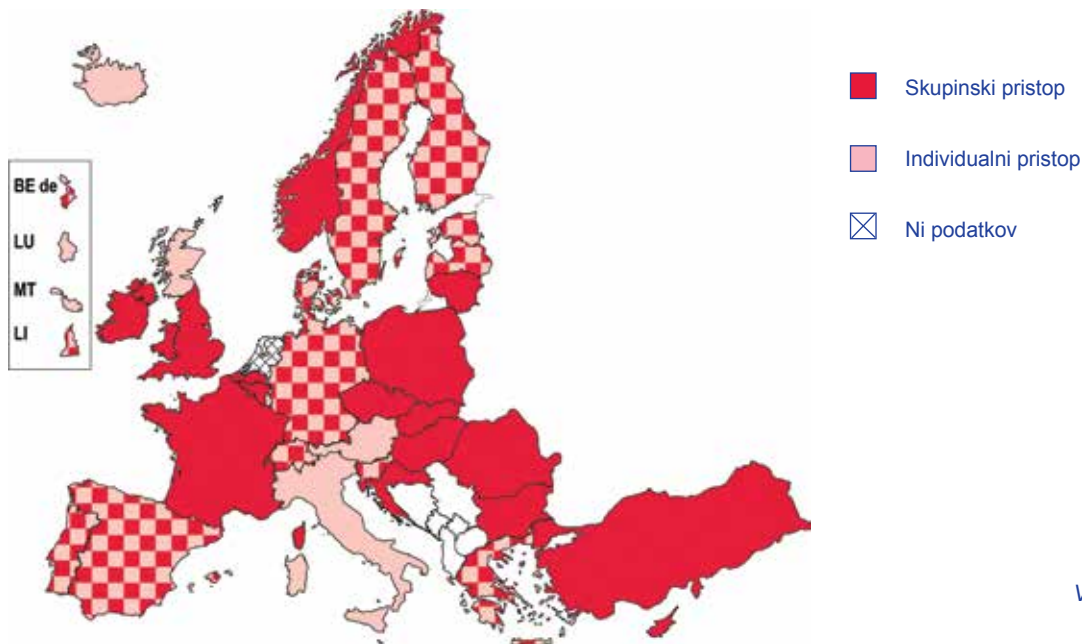 Skupinski pristop
Individualni pristop
Ni podatkov
BE de
LU
MT
LI
V